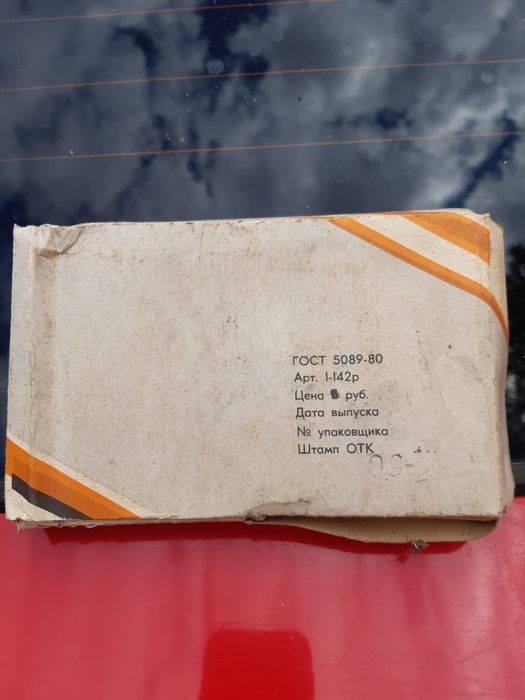 ГОСТ 5089-80
Арт. 1-142р
Цена руб.
Дата выпуска
№ упаковщика
Штамп ОТК